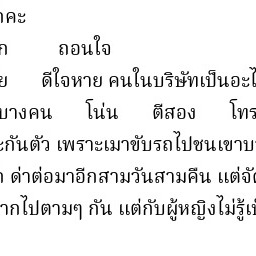 าคะ
ถอนใจ
ดีใจหาย คนในบริษัทเป็นอะไ
บางคน โน่น ตีสอง โทร
ะกันตัว เพราะเมาขับรถไปชนเขาบา
ด่าต่อมาอีกสามวันสามคืน แต่จัด
ากไปตามๆ กัน แต่กับผู้หญิงไม่รู้เป